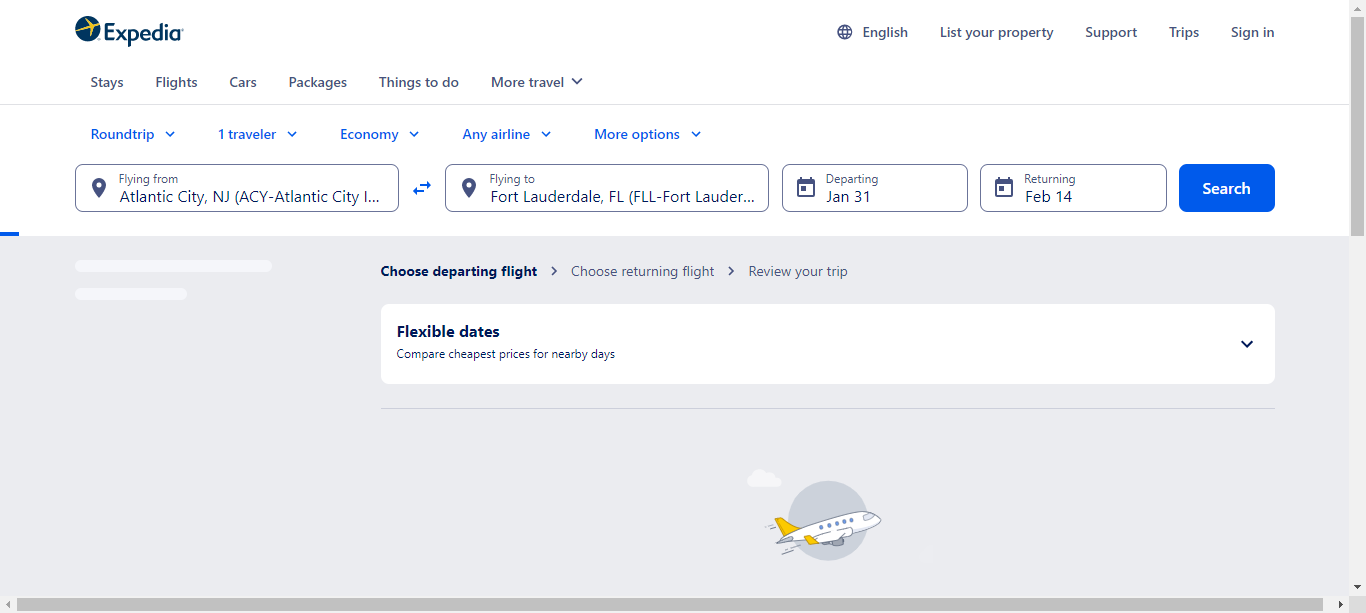 Expedia
English
List your property
Support
Trips
Sign in
Stays
Flights
Cars
Packages
Things to do
More travel
Roundtrip
1 traveler
Economy
Any airline
More options
Flying from
Atlantic City, NJ (ACY-Atlantic City I...
Flying to
Fort Lauderdale, FL (FLL-Fort Lauder...
Departing
Jan 31
Returning
Feb 14
Search
Choose departing flight
Choose returning flight
Review your trip
Flexible dates
Compare cheapest prices for nearby days